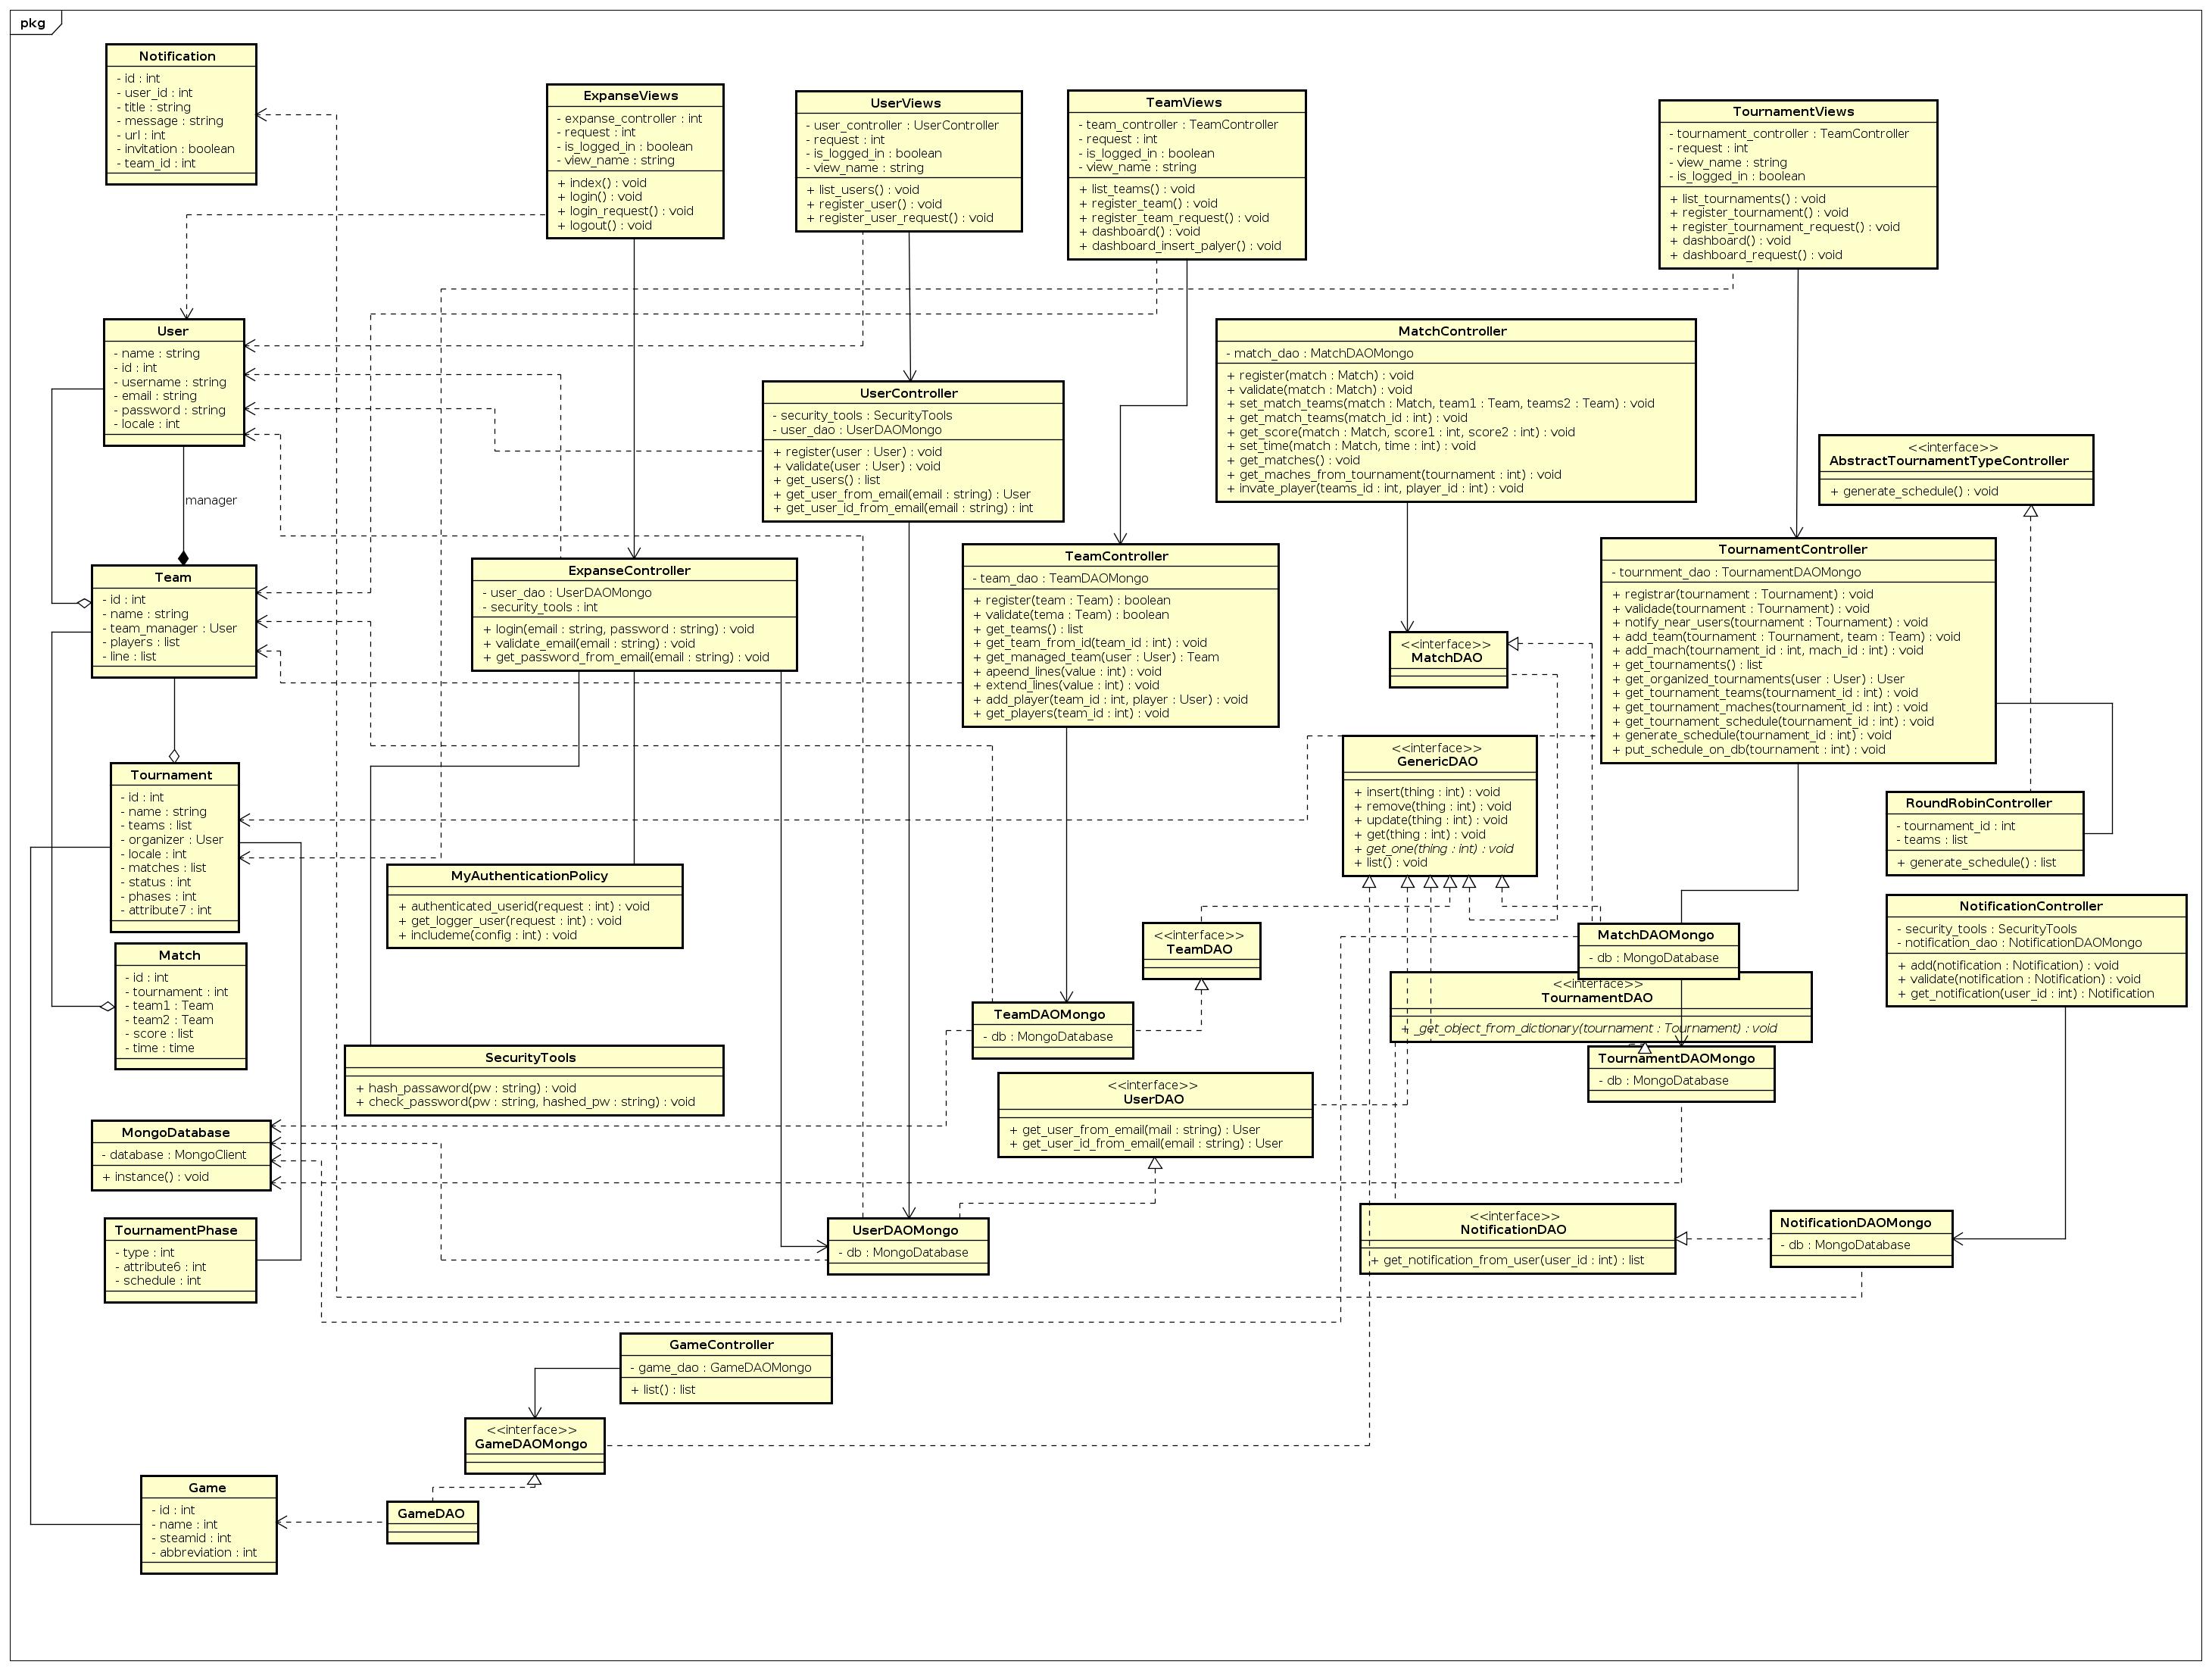 pkg
Notification
- id : int
- user_id : int
- title : string
- message : string
- url : int
- invitation : boolean
- team_id : int
ExpanseViews
- expanse_controller : int
- request : int
- is_logged_in : boolean
- view_name : string
+ index() : void
+ login() : void
+ login_request() : void
+ logout() : void
UserViews
- user_controller : UserController
- request : int
- is_logged_in : boolean
- view_name : string
+ list_users() : void
+ register_user() : void
+ register_user_request() : void
TeamViews
- team_controller : TeamController
- request : int
- is_logged_in : boolean
- view_name : string
+ list_teams() : void
+ register_team() : void
+ register_team_request() : void
+ dashboard() : void
+ dashboard_insert_palyer() : void
TournamentViews
- tournament_controller : TeamController
- request : int
- view_name : string
- is_logged_in : boolean
+ list_tournaments() : void
+ register_tournament() : void
+ register_tournament_request() : void
+ dashboard() : void
+ dashboard_request() : void
User
- name : string
- id : int
- username : string
- email : string
- password : string
- locale : int
manager
UserController
- security_tools : SecurityTools
- user_dao : UserDAOMongo
+ register(user : User) : void
+ validate(user : User) : void
+ get_users() : list
+ get_user_from_email(email : string) : User
+ get_user_id_from_email(email : string) : int
MatchController
- match_dao : MatchDAOMongo
+ register(match : Match) : void
+ validate(match : Match) : void
+ set_match_teams(match : Match, team1 : Team, teams2 : Team) : void
+ get_match_teams(match_id : int) : void
+ get_score(match : Match, score1 : int, score2 : int) : void
+ set_time(match : Match, time : int) : void
+ get_matches() : void
+ get_maches_from_tournament(tournament : int) : void
+ invate_player(teams_id : int, player_id : int) : void
<<interface>>
AbstractTournamentTypeController
+ generate_schedule() : void
Team
- id : int
- name : string
- team_manager : User
- players : list
- line : list
ExpanseController
- user_dao : UserDAOMongo
- security_tools : int
+ login(email : string, password : string) : void
+ validate_email(email : string) : void
+ get_password_from_email(email : string) : void
TeamController
- team_dao : TeamDAOMongo
+ register(team : Team) : boolean
+ validate(tema : Team) : boolean
+ get_teams() : list
+ get_team_from_id(team_id : int) : void
+ get_managed_team(user : User) : Team
+ apeend_lines(value : int) : void
+ extend_lines(value : int) : void
+ add_player(team_id : int, player : User) : void
+ get_players(team_id : int) : void
<<interface>>
MatchDAO
TournamentController
- tournment_dao : TournamentDAOMongo
+ registrar(tournament : Tournament) : void
+ validade(tournament : Tournament) : void
+ notify_near_users(tournament : Tournament) : void
+ add_team(tournament : Tournament, team : Team) : void
+ add_mach(tournament_id : int, mach_id : int) : void
+ get_tournaments() : list
+ get_organized_tournaments(user : User) : User
+ get_tournament_teams(tournament_id : int) : void
+ get_tournament_maches(tournament_id : int) : void
+ get_tournament_schedule(tournament_id : int) : void
+ generate_schedule(tournament_id : int) : void
+ put_schedule_on_db(tournament : int) : void
<<interface>>
GenericDAO
+ insert(thing : int) : void
+ remove(thing : int) : void
+ update(thing : int) : void
+ get(thing : int) : void
+ get_one(thing : int) : void
+ list() : void
Tournament
- id : int
- name : string
- teams : list
- organizer : User
- locale : int
- matches : list
- status : int
- phases : int
- attribute7 : int
RoundRobinController
- tournament_id : int
- teams : list
+ generate_schedule() : list
MyAuthenticationPolicy
+ authenticated_userid(request : int) : void
+ get_logger_user(request : int) : void
+ includeme(config : int) : void
NotificationController
- security_tools : SecurityTools
- notification_dao : NotificationDAOMongo
+ add(notification : Notification) : void
+ validate(notification : Notification) : void
+ get_notification(user_id : int) : Notification
<<interface>>
TeamDAO
MatchDAOMongo
- db : MongoDatabase
Match
- id : int
- tournament : int
- team1 : Team
- team2 : Team
- score : list
- time : time
<<interface>>
TournamentDAO
+ _get_object_from_dictionary(tournament : Tournament) : void
TeamDAOMongo
- db : MongoDatabase
SecurityTools
+ hash_passaword(pw : string) : void
+ check_password(pw : string, hashed_pw : string) : void
TournamentDAOMongo
- db : MongoDatabase
<<interface>>
UserDAO
+ get_user_from_email(mail : string) : User
+ get_user_id_from_email(email : string) : User
MongoDatabase
- database : MongoClient
+ instance() : void
TournamentPhase
- type : int
- attribute6 : int
- schedule : int
UserDAOMongo
- db : MongoDatabase
<<interface>>
NotificationDAO
+ get_notification_from_user(user_id : int) : list
NotificationDAOMongo
- db : MongoDatabase
GameController
- game_dao : GameDAOMongo
+ list() : list
<<interface>>
GameDAOMongo
Game
- id : int
- name : int
- steamid : int
- abbreviation : int
GameDAO